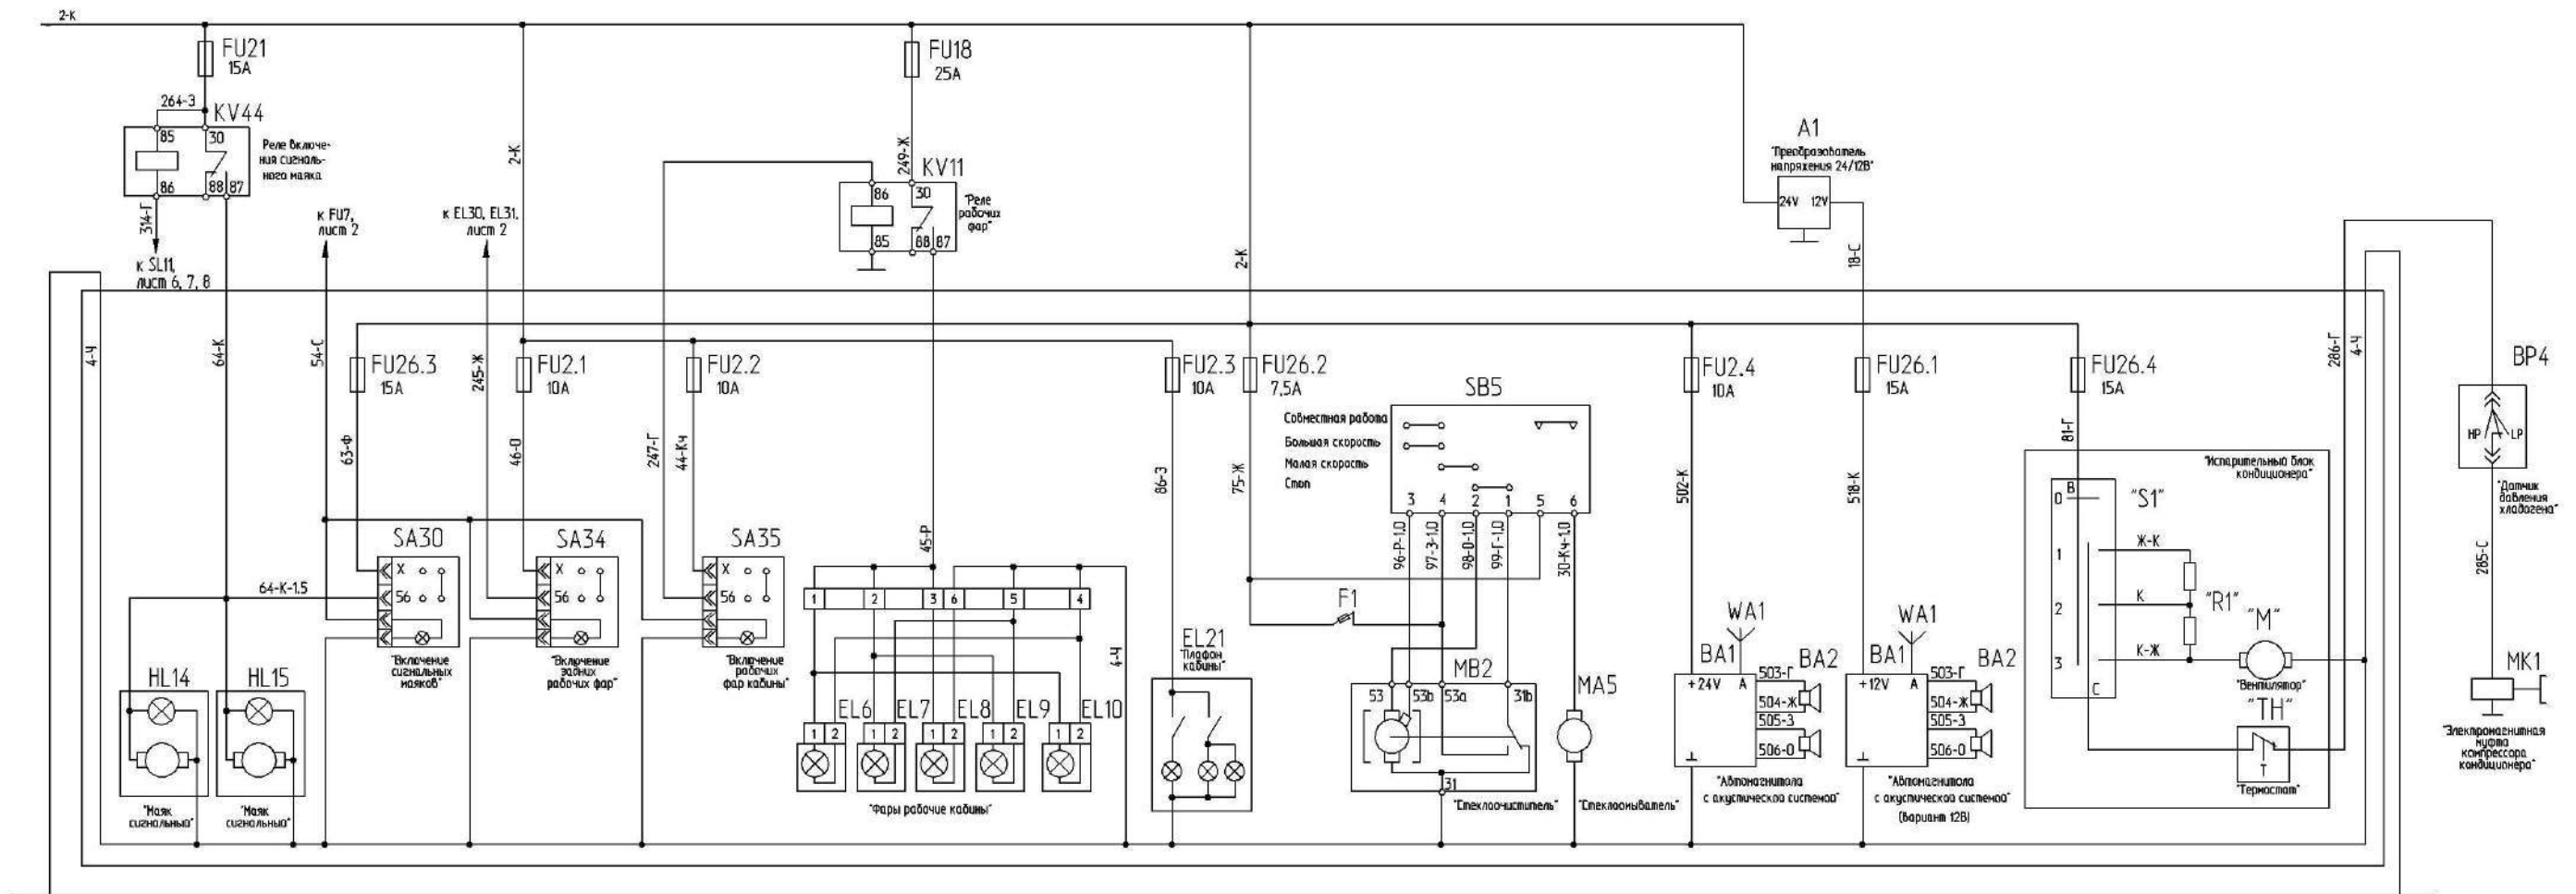 2-К
FU21
15А
264-З
KV44
85
30
86
88
87
Реле включе-
ния сигналь-
ного маяка
314-Г
к SL11,
лист 6, 7, 8
к FU7,
лист 2
к EL30, EL31,
лист 2
2-К
FU18
25А
249-Ж
KV11
86
30
85
88
87
"Реле
рабочих
фар"
2-К
А1
"Преобразователь
напряжения 24/12В"
24V
12V
18-С
4-Ч
64-К
54-С
FU26.3
15А
63-Ф
245-Ж
FU2.1
10А
46-О
247-Г
FU2.2
10А
44-Кч
FU2.3
10А
86-З
FU26.2
7,5А
75-Ж
SB5
Совместная работа
Большая скорость
Малая скорость
Стоп
3
4
2
1
5
6
96-Р-1,0
97-З-1,0
98-О-1,0
99-Г-1,0
30-Кч-1,0
FU2.4
10А
502-К
FU26.1
15А
518-К
FU26.4
15А
81-Г
286-Г
4-Ч
BP4
HP
LP
"Датчик
давления
хладогена"
285-С
MK1
"Электромагнитная
муфта
компрессора
кондиционера"
64-К-1.5
SA30
X
56
"Включение
сигнальных
маяков"
SA34
X
56
"Включение
задних
рабочих фар"
SA35
X
56
"Включение
рабочих
фар кабины"
45-Р
1
2
3
6
5
4
4-Ч
HL14
"Маяк
сигнальный"
HL15
"Маяк
сигнальный"
EL6
EL7
EL8
EL9
EL10
1
2
1
2
1
2
1
2
1
2
"Фары рабочие кабины"
EL21
"Плафон
кабины"
F1
MB2
53
53b
53a
31b
31
"Стеклоочиститель"
MA5
"Стеклоомыватель"
WA1
BA1
BA2
+24V
A
503-Г
504-Ж
505-З
506-О
"Автомагнитола
с акустической системой"
WA1
BA1
BA2
+12V
A
503-Г
504-Ж
505-З
506-О
"Автомагнитола
с акустической системой"
(Вариант 12В)
"Испарительный блок
кондиционера"
B
0
1
2
3
C
"S1"
Ж-К
К
К-Ж
"R1"
"М"
"Вентилятор"
"TH"
T
"Термостат"